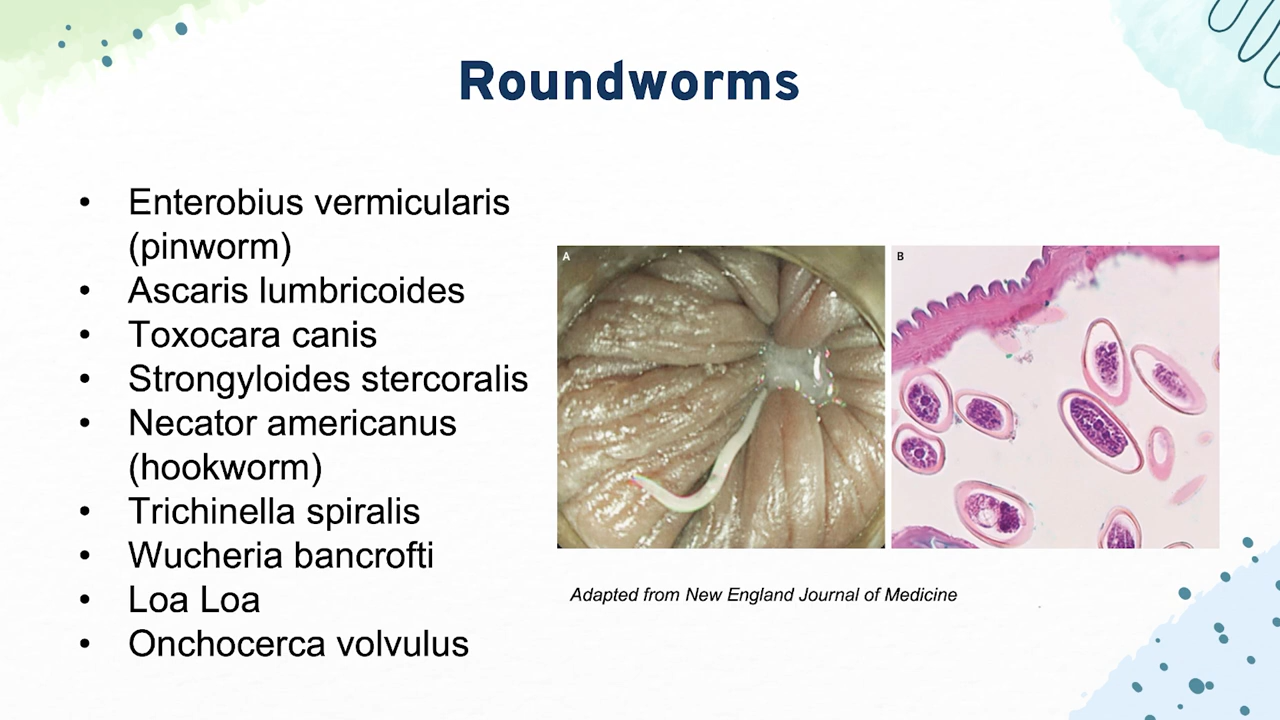 Roundworms
• Enterobius vermicularis
(pinworm)
• Ascaris lumbricoides
• Toxocara canis
• Strongyloides stercoralis
• Necator americanus
(hookworm)
• Trichinella spiralis
• Wucheria bancrofti
• Loa Loa
• Onchocerca volvulus
A
B
Adapted from New England Journal of Medicine